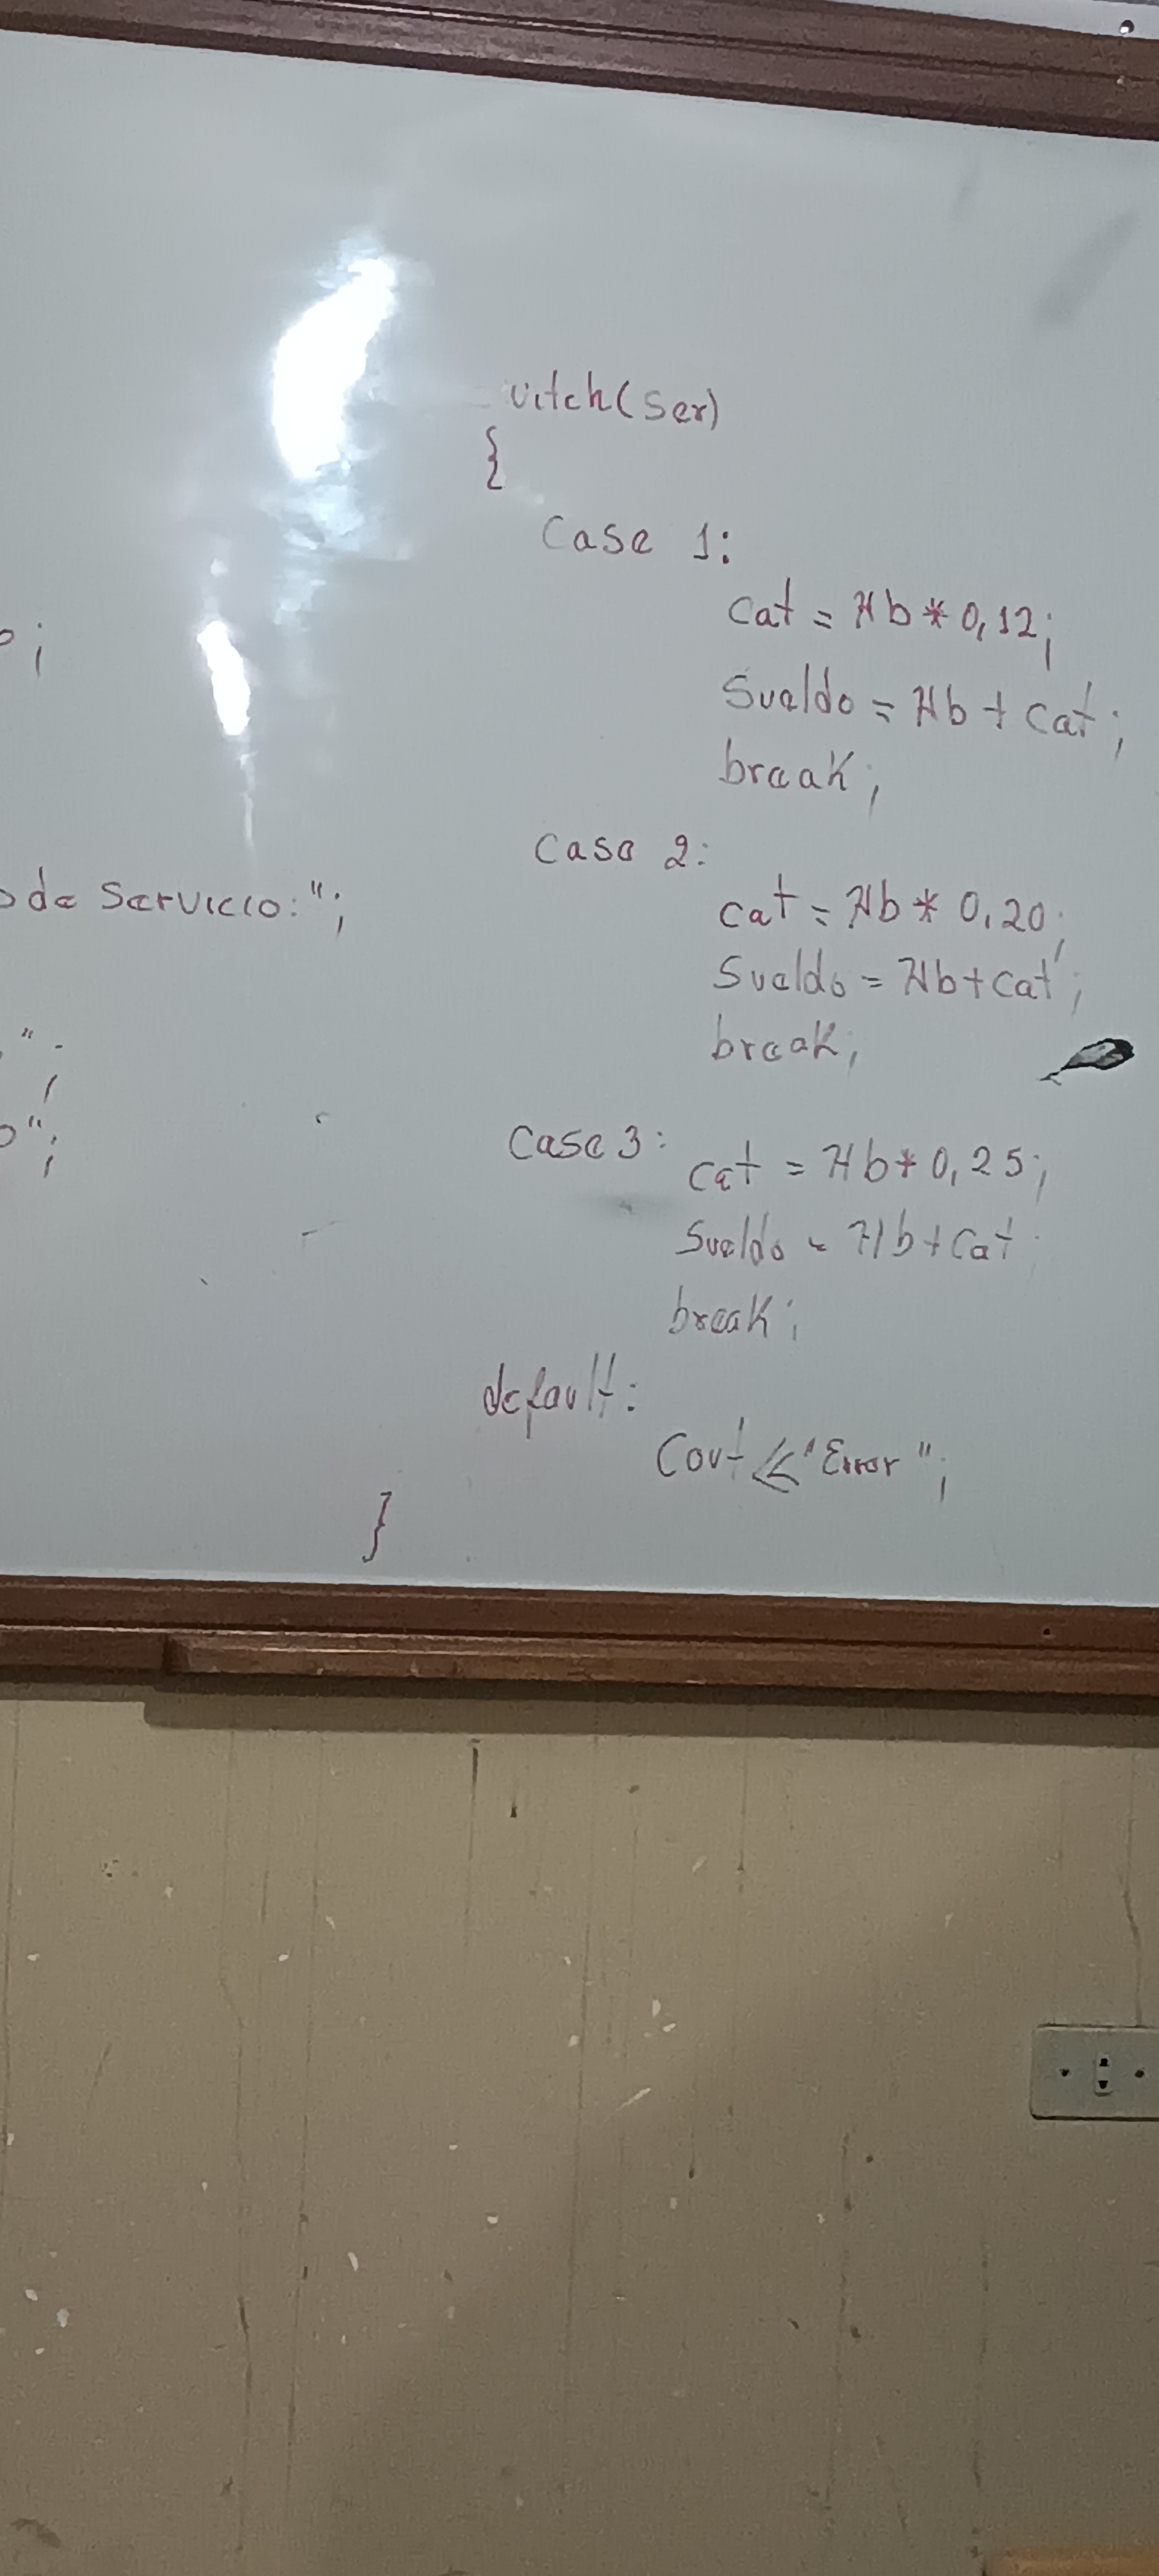 witch(ser)
{
Case 1:
Cat = Hb * 0,12;
;
Sueldo = Hb + Cat;
break;
Case 2:
de Servicio:";
Cat = Hb * 0,20;
Sueldo = Hb + Cat;
";
break;
o";
Case 3:
Cat = Hb * 0,25;
Sueldo = Hb + Cat;
break;
default:
Cout << "Error";
}